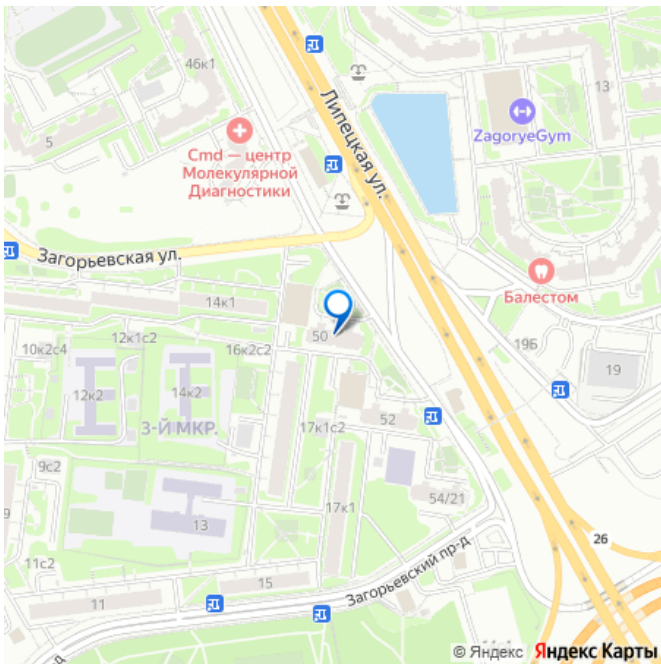 46к1
5
Cmd — центр
Молекулярной
Диагностики
Липецкая ул.
13
ZagoryeGym
Загорьевская ул.
Балестом
14к1
50
12к1с2
10к2с4
16к2с2
19Б
19
12к2
14к2
3-Й МКР.
17к1с2
52
9с2
9
54/21
17к1
13
26
11с2
15
11
Загорьевский пр-д
д
© Яндекс Яндекс Карты